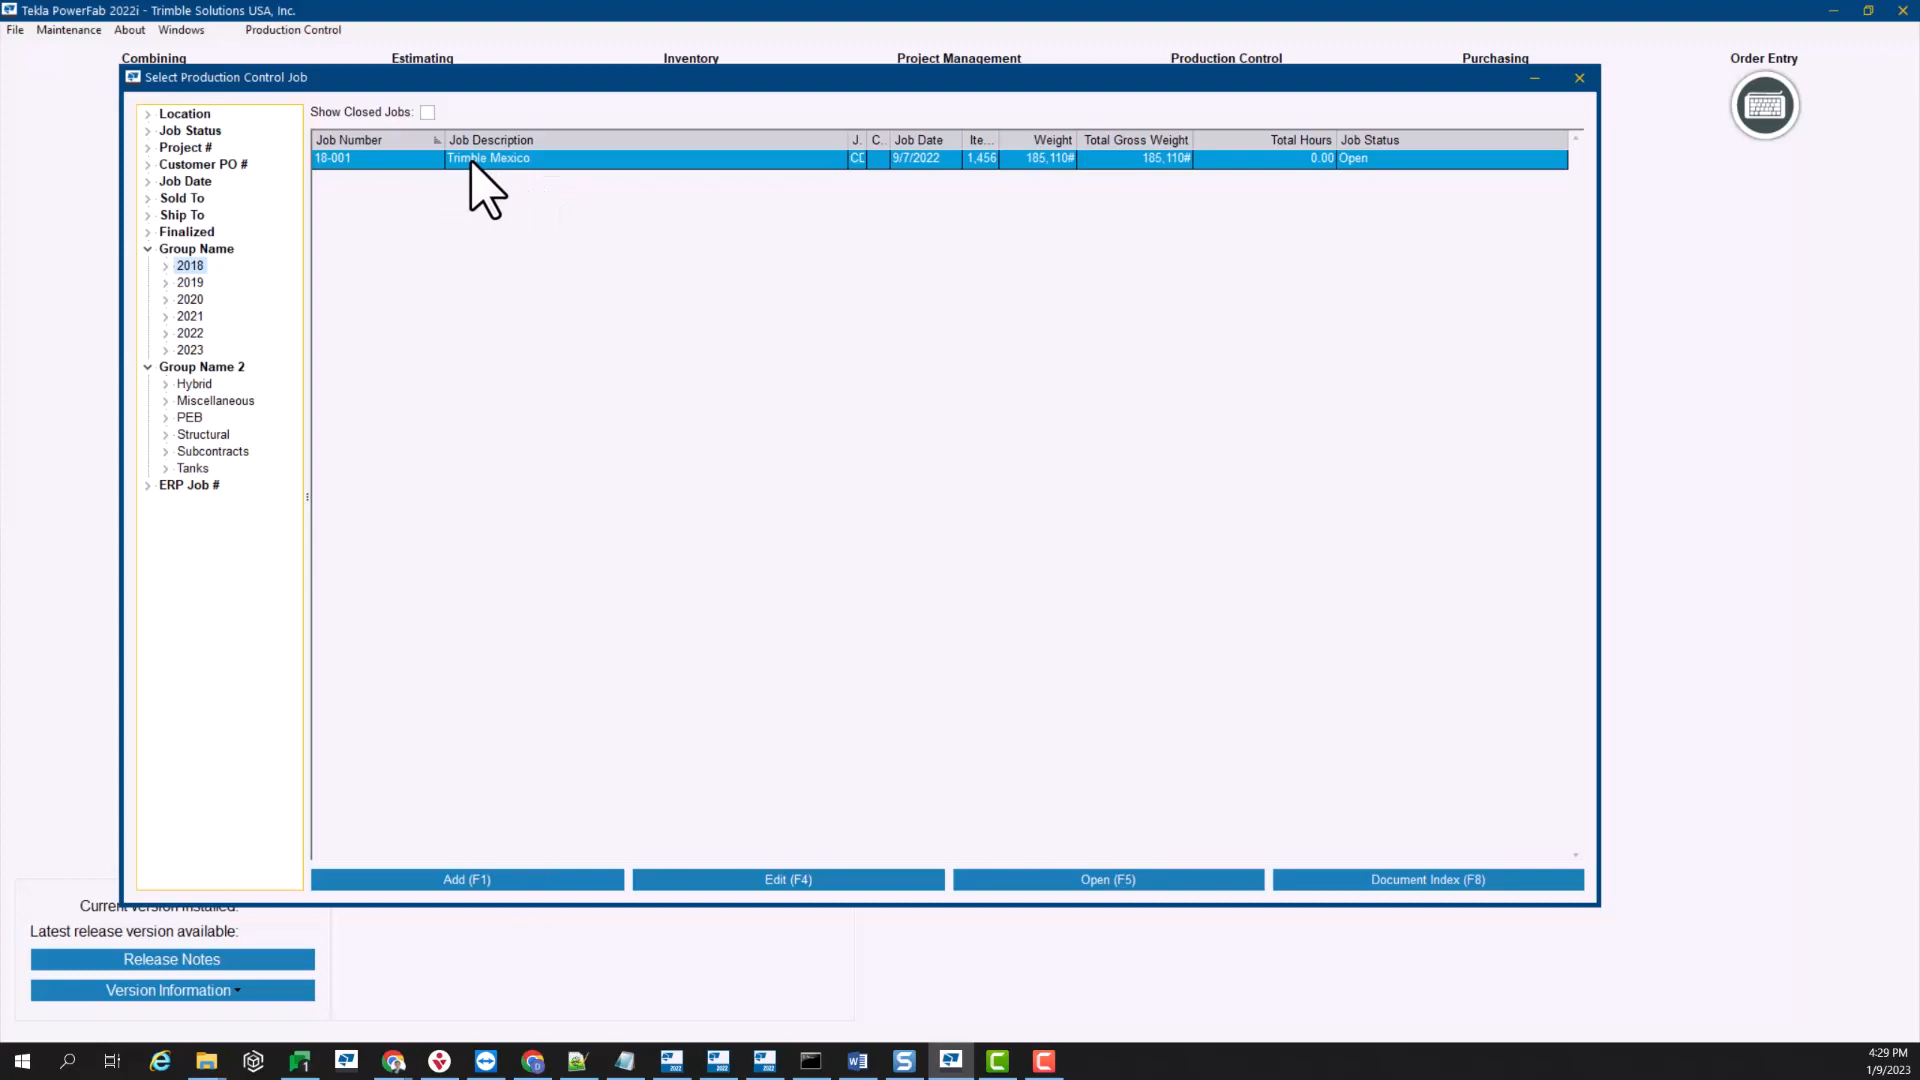 Tekla PowerFab 2022i - Trimble Solutions USA, Inc.
File Maintenance About Windows Production Control
Combining Estimating Inventory Project Management Production Control Purchasing Order Entry
Select Production Control Job
Location
Job Status
Project #
Customer PO #
Job Date
Sold To
Ship To
Finalized
Group Name
2018
2019
2020
2021
2022
2023
Group Name 2
Hybrid
Miscellaneous
PEB
Structural
Subcontracts
Tanks
ERP Job #
Show Closed Jobs:
Job Number Job Description J. C.. Job Date Ite... Weight Total Gross Weight Total Hours Job Status
18-001 Trimble Mexico 9/7/2022 1,456 185,110# 185,110# 0.00 Open
Add (F1) Edit (F4) Open (F5) Document Index (F8)
Current version installed:
Latest release version available:
Release Notes
Version Information
4:29 PM
1/9/2023